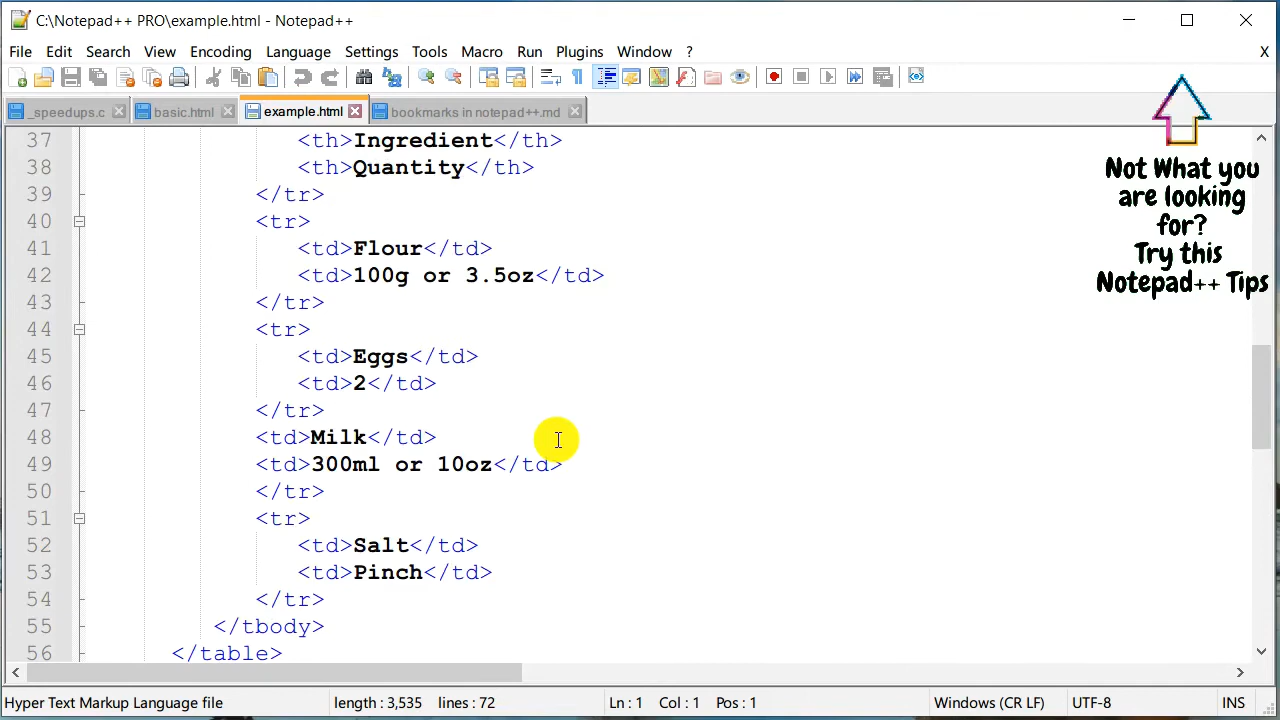 C:\Notepad++ PRO\example.html - Notepad++
File Edit Search View Encoding Language Settings Tools Macro Run Plugins Window ? X
_speedups.c basic.html example.html bookmarks in notepad++.md
Not What you
are looking
for?
Try this
Notepad++ Tips
37 <th>Ingredient</th>
38 <th>Quantity</th>
39 </tr>
40 <tr>
41 <td>Flour</td>
42 <td>100g or 3.5oz</td>
43 </tr>
44 <tr>
45 <td>Eggs</td>
46 <td>2</td>
47 </tr>
48 <td>Milk</td>
49 <td>300ml or 10oz</td>
50 </tr>
51 <tr>
52 <td>Salt</td>
53 <td>Pinch</td>
54 </tr>
55 </tbody>
56 </table>
Hyper Text Markup Language file length : 3,535 lines : 72 Ln : 1 Col : 1 Pos : 1 Windows (CR LF) UTF-8 INS